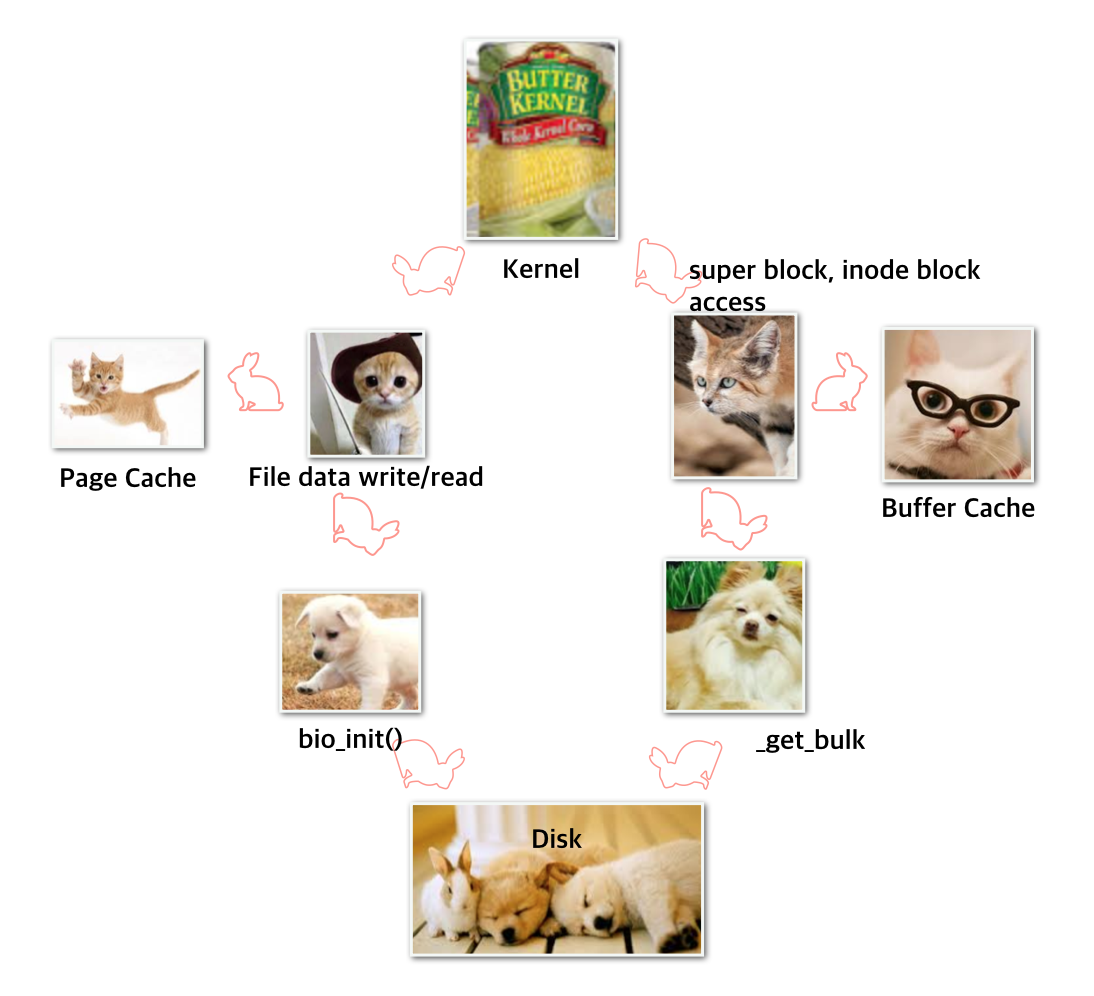 BUTTER
KERNEL
Whole Kernel Corn
Kernel
super block, inode block
access
Page Cache
File data write/read
Buffer Cache
bio_init()
_get_bulk
Disk